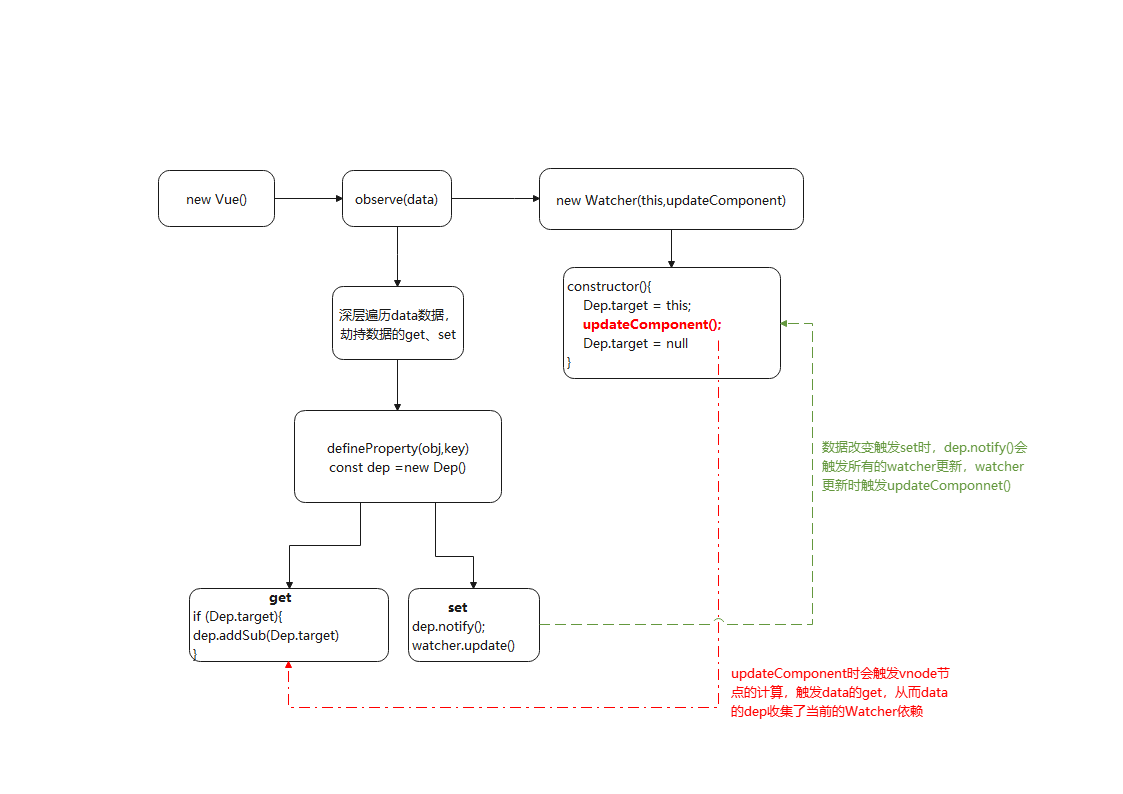 new Vue()
observe(data)
new Watcher(this,updateComponent)
constructor(){
Dep.target = this;
updateComponent();
Dep.target = null
}
深层遍历data数据，
劫持数据的get、set
defineProperty(obj,key)
const dep =new Dep()
数据改变触发set时，dep.notify()会
触发所有的watcher更新，watcher
更新时触发updateComponnet()
get
if (Dep.target){
dep.addSub(Dep.target)
}
set
dep.notify();
watcher.update()
updateComponent时会触发vnode节
点的计算，触发data的get，从而data
的dep收集了当前的Watcher依赖